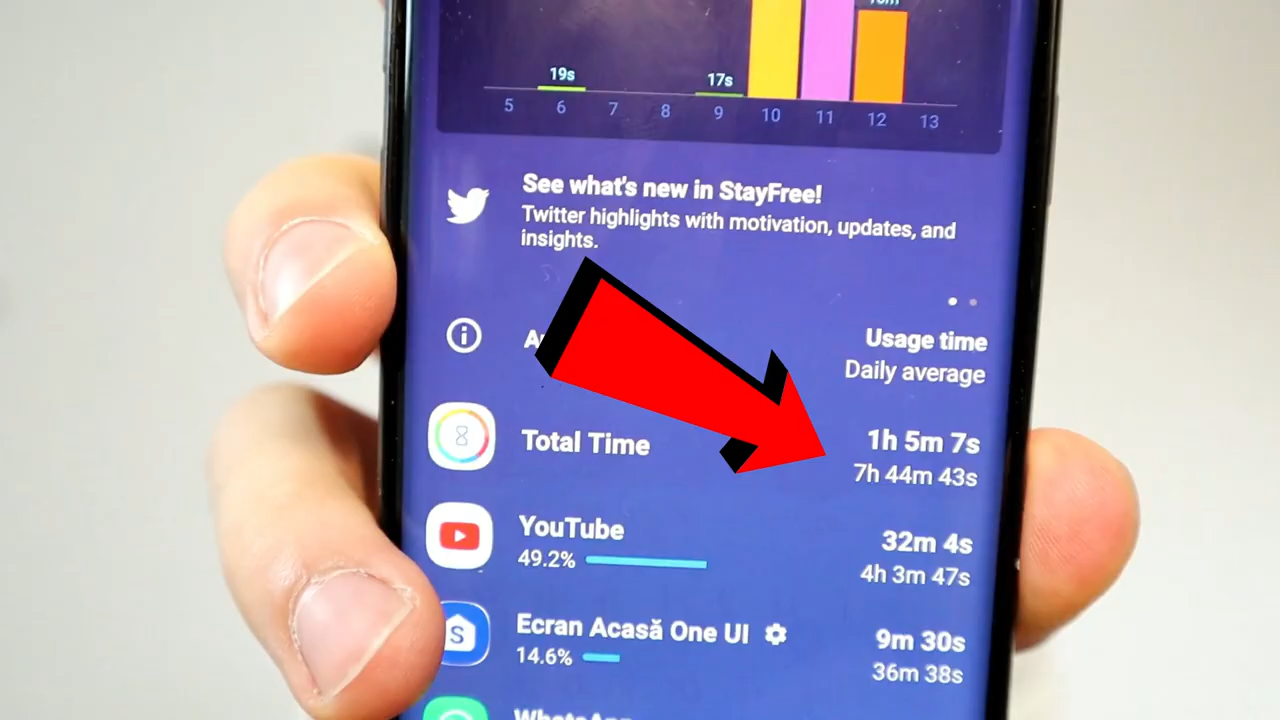 19s
17s
5 6 7 8 9 10 11 12 13
See what's new in StayFree!
Twitter highlights with motivation, updates, and
insights.
Usage time
Daily average
Total Time
1h 5m 7s
7h 44m 43s
YouTube
32m 4s
49.2%
4h 3m 47s
S
Ecran Acasă One UI
9m 30s
14.6%
36m 38s
WhatsApp